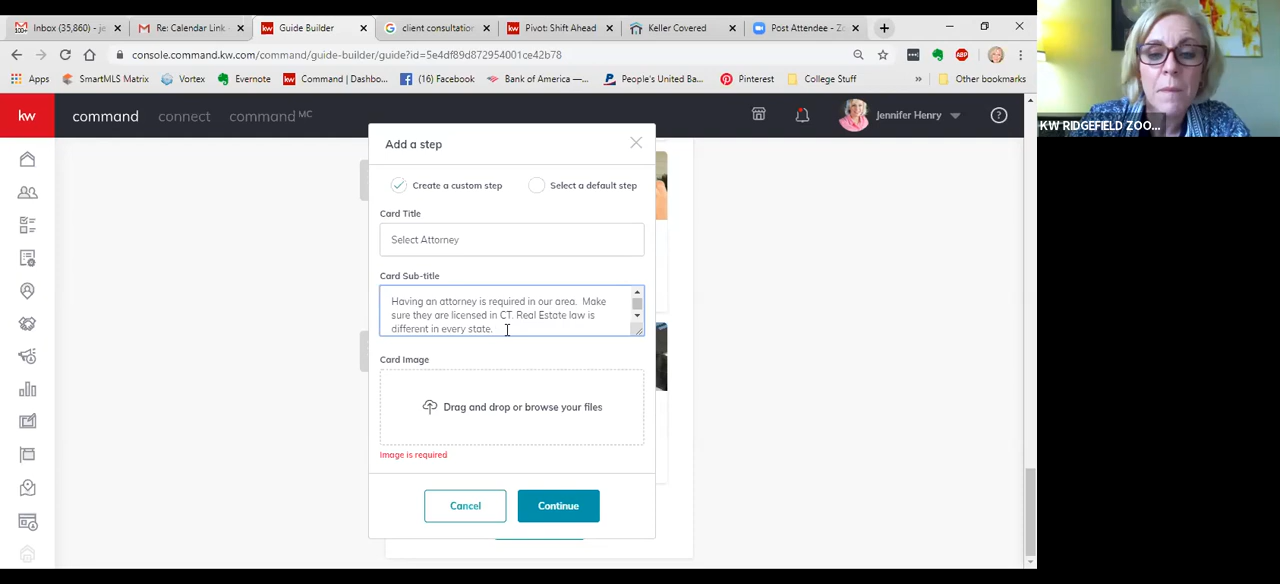 Inbox (35,860) - je
Re: Calendar Link -
Guide Builder
client consultation
Pivot: Shift Ahead
Keller Covered
Post Attendee - Zo
console.command.kw.com/command/guide-builder/guide?id=5e4df89d872954001ce42b78
Apps
SmartMLS Matrix
Vortex
Evernote
Command | Dashbo...
(16) Facebook
Bank of America —...
People's United Ba...
Pinterest
College Stuff
»
Other bookmarks
KW RIDGEFIELD ZOO...
kw
command
connect
command MC
Jennifer Henry
Add a step
Create a custom step
Select a default step
Card Title
Select Attorney
Card Sub-title
Having an attorney is required in our area. Make
sure they are licensed in CT. Real Estate law is
different in every state.
Card Image
Drag and drop or browse your files
Image is required
Cancel
Continue